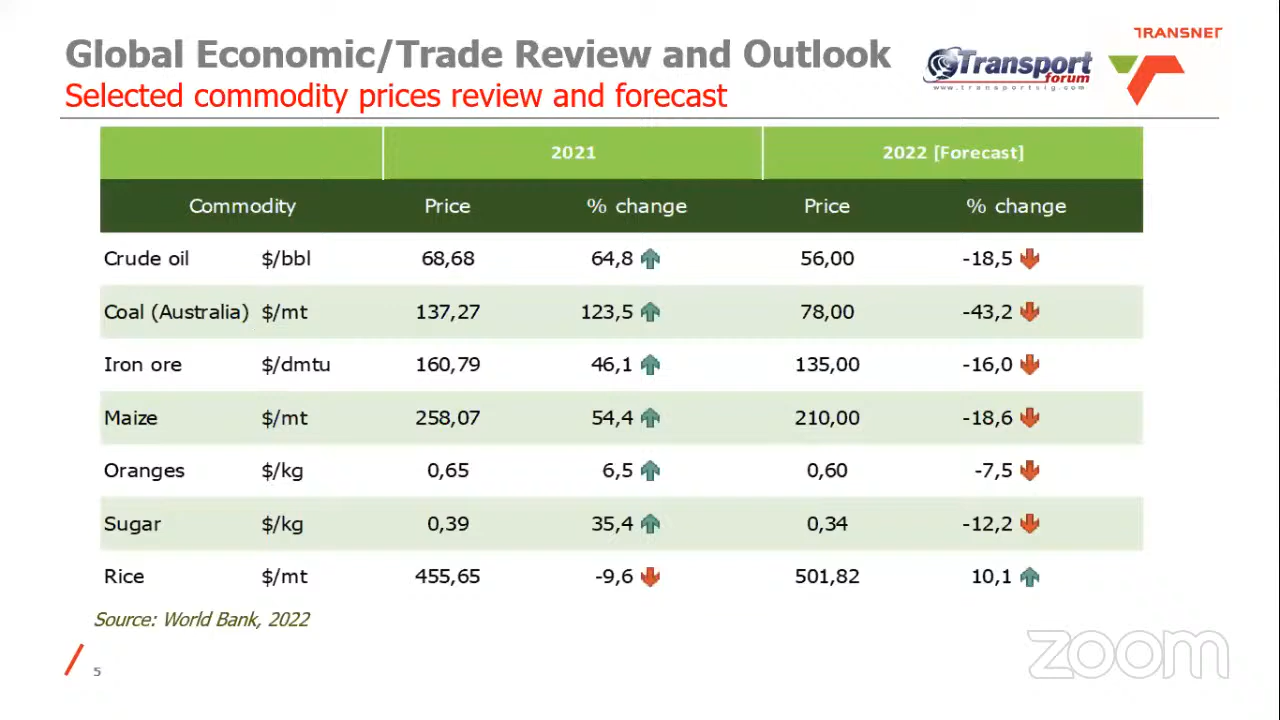 Global Economic/Trade Review and Outlook
Selected commodity prices review and forecast
Transport
forum
www.transportsig.com
TRANSNET
2021 2022 [Forecast]
Commodity Price % change Price % change
Crude oil $/bbl 68,68 64,8 56,00 -18,5
Coal (Australia) $/mt 137,27 123,5 78,00 -43,2
Iron ore $/dmtu 160,79 46,1 135,00 -16,0
Maize $/mt 258,07 54,4 210,00 -18,6
Oranges $/kg 0,65 6,5 0,60 -7,5
Sugar $/kg 0,39 35,4 0,34 -12,2
Rice $/mt 455,65 -9,6 501,82 10,1
Source: World Bank, 2022
5
zoom